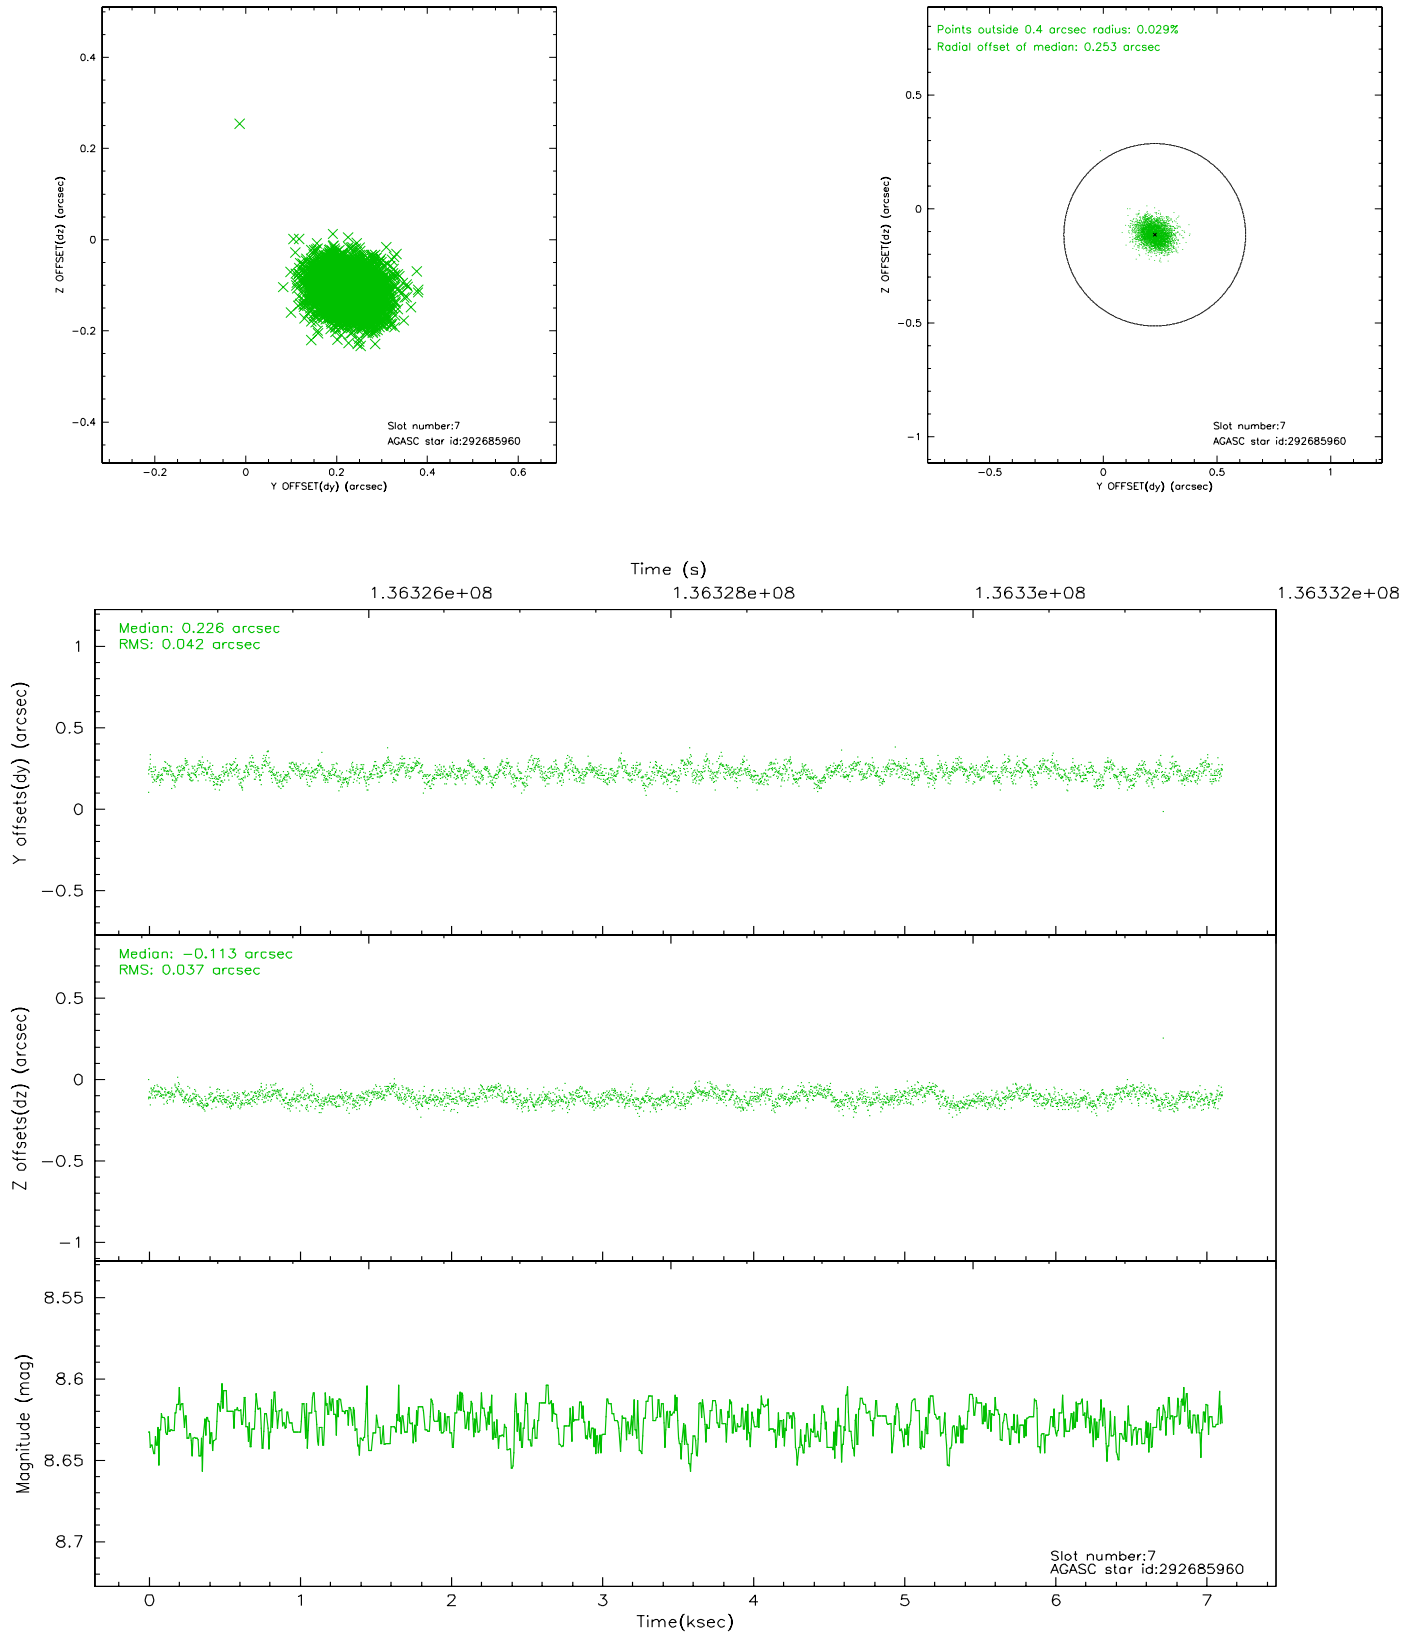 0.4
0.2
0
−0.2
−0.4
Z OFFSET(dz) (arcsec)
−0.2
0
0.2
0.4
0.6
Y OFFSET(dy) (arcsec)
Slot number:7
AGASC star id:292685960
Points outside 0.4 arcsec radius: 0.029%
Radial offset of median: 0.253 arcsec
0.5
0
−0.5
−1
Z OFFSET(dz) (arcsec)
−0.5
0
0.5
1
Y OFFSET(dy) (arcsec)
Slot number:7
AGASC star id:292685960
Time (s)
1.36326e+08
1.36328e+08
1.3633e+08
1.36332e+08
Median: 0.226 arcsec
RMS: 0.042 arcsec
1
0.5
0
−0.5
Y offsets(dy) (arcsec)
Median: −0.113 arcsec
RMS: 0.037 arcsec
0.5
0
−0.5
−1
Z offsets(dz) (arcsec)
8.55
8.6
8.65
8.7
Magnitude (mag)
Slot number:7
AGASC star id:292685960
0
1
2
3
4
5
6
7
Time(ksec)